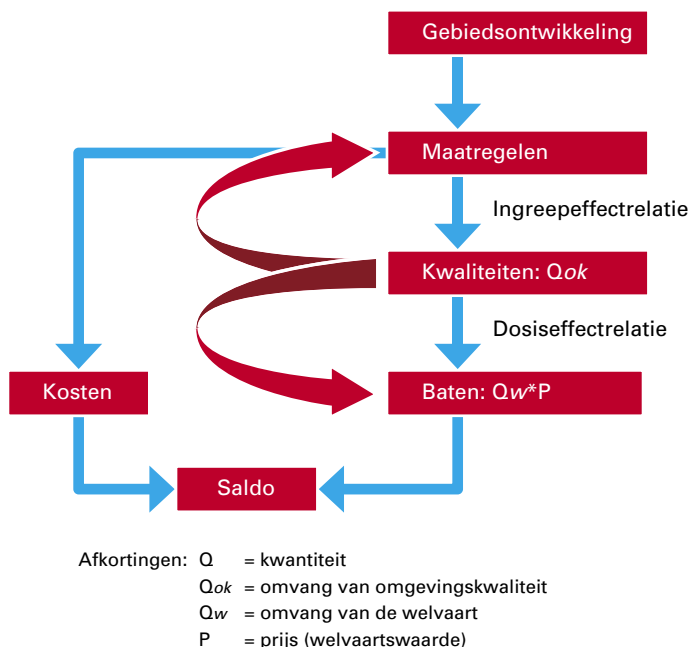 Gebiedsontwikkeling
Maatregelen
Ingreepeffectrelatie
Kwaliteiten: Qok
Dosiseffectrelatie
Kosten
Baten: Qw*P
Saldo
Afkortingen: Q = kwantiteit
Qok = omvang van omgevingskwaliteit
Qw = omvang van de welvaart
P = prijs (welvaartswaarde)